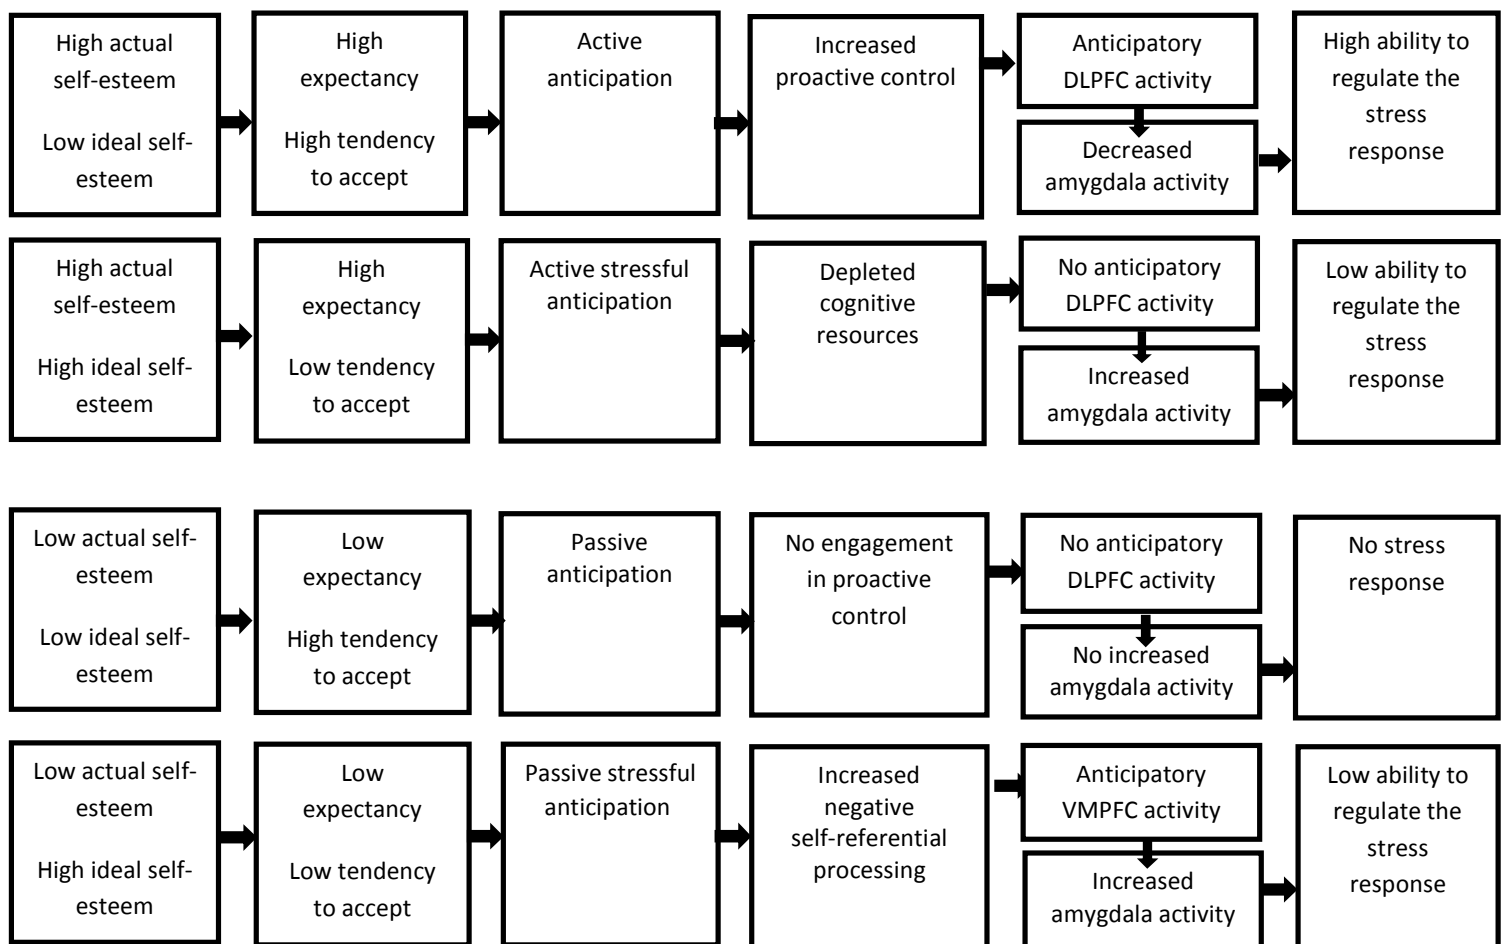 High actual
self-esteem
Low ideal self-
esteem
High
expectancy
High tendency
to accept
Active
anticipation
Increased
proactive control
Anticipatory
DLPFC activity
Decreased
amygdala activity
High ability to
regulate the
stress
response
High actual
self-esteem
High ideal self-
esteem
High
expectancy
Low tendency
to accept
Active stressful
anticipation
Depleted
cognitive
resources
No anticipatory
DLPFC activity
Increased
amygdala activity
Low ability to
regulate the
stress
response
Low actual self-
esteem
Low ideal self-
esteem
Low
expectancy
High tendency
to accept
Passive
anticipation
No engagement
in proactive
control
No anticipatory
DLPFC activity
No increased
amygdala activity
No stress
response
Low actual self-
esteem
High ideal self-
esteem
Low
expectancy
Low tendency
to accept
Passive stressful
anticipation
Increased
negative
self-referential
processing
Anticipatory
VMPFC activity
Increased
amygdala activity
Low ability to
regulate the
stress
response